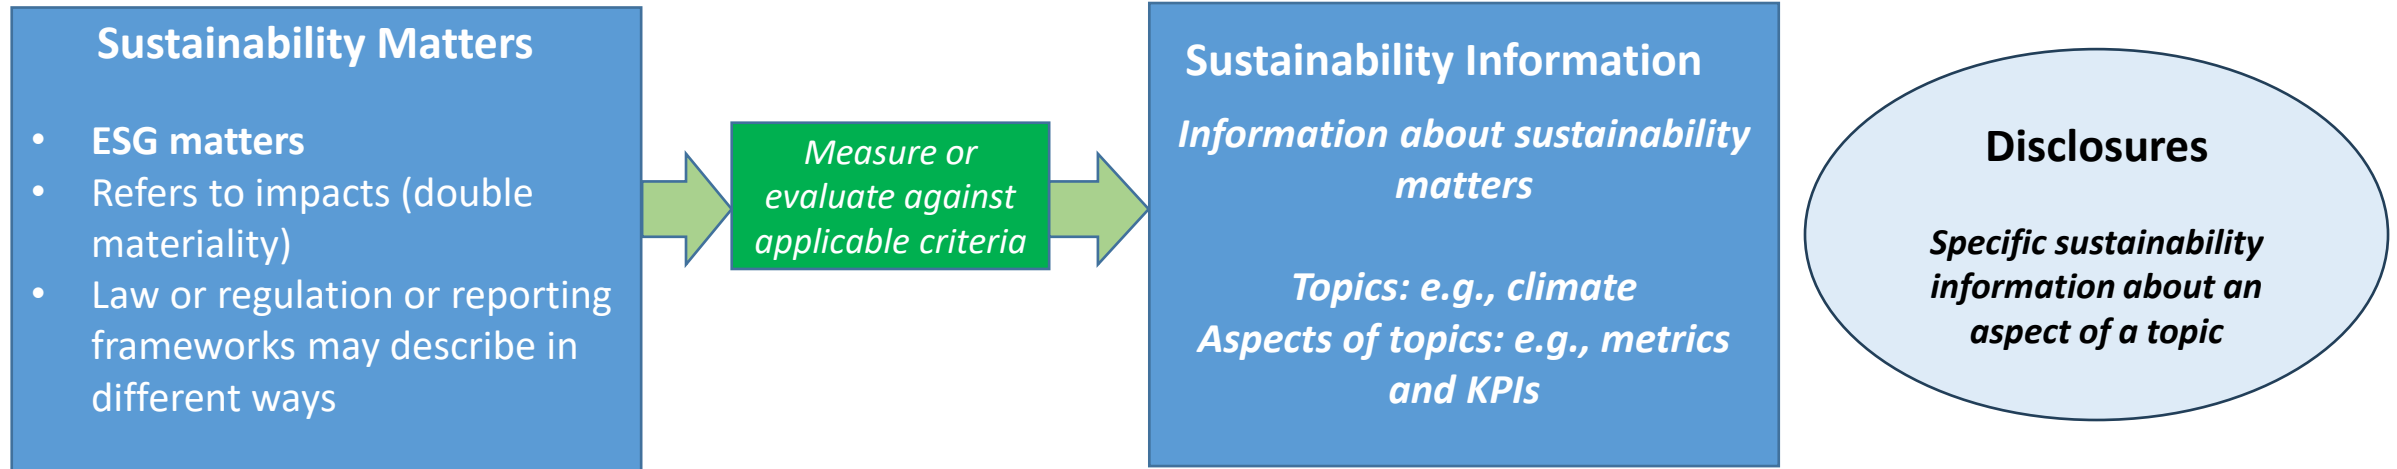 Sustainability Matters
• ESG matters
• Refers to impacts (double
materiality)
• Law or regulation or reporting
frameworks may describe in
different ways
Measure or
evaluate against
applicable criteria
Sustainability Information
Information about sustainability
matters
Topics: e.g., climate
Aspects of topics: e.g., metrics
and KPIs
Disclosures
Specific sustainability
information about an
aspect of a topic